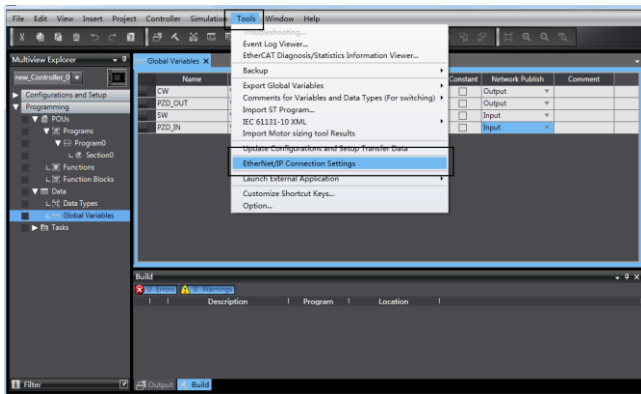 File Edit View Insert Project Controller Simulation Tools Window Help
Multiview Explorer
new_Controller_0
Configurations and Setup
Programming
POUs
Programs
Program0
Section0
Functions
Function Blocks
Data
Data Types
Global Variables
Tasks
Filter
Global Variables
Name Constant Network Publish Comment
CW Output
PZD_OUT Output
SW Input
PZD_IN Input
Troubleshooting...
Event Log Viewer...
EtherCAT Diagnosis/Statistics Information Viewer...
Backup
Export Global Variables
Comments for Variables and Data Types (For switching)
Import ST Program...
IEC 61131-10 XML
Import Motor sizing tool Results
Update Configurations and Setup Transfer Data
EtherNet/IP Connection Settings
Launch External Application
Customize Shortcut Keys...
Option...
Build
0 Errors 0 Warnings
Description Program Location
Output Build